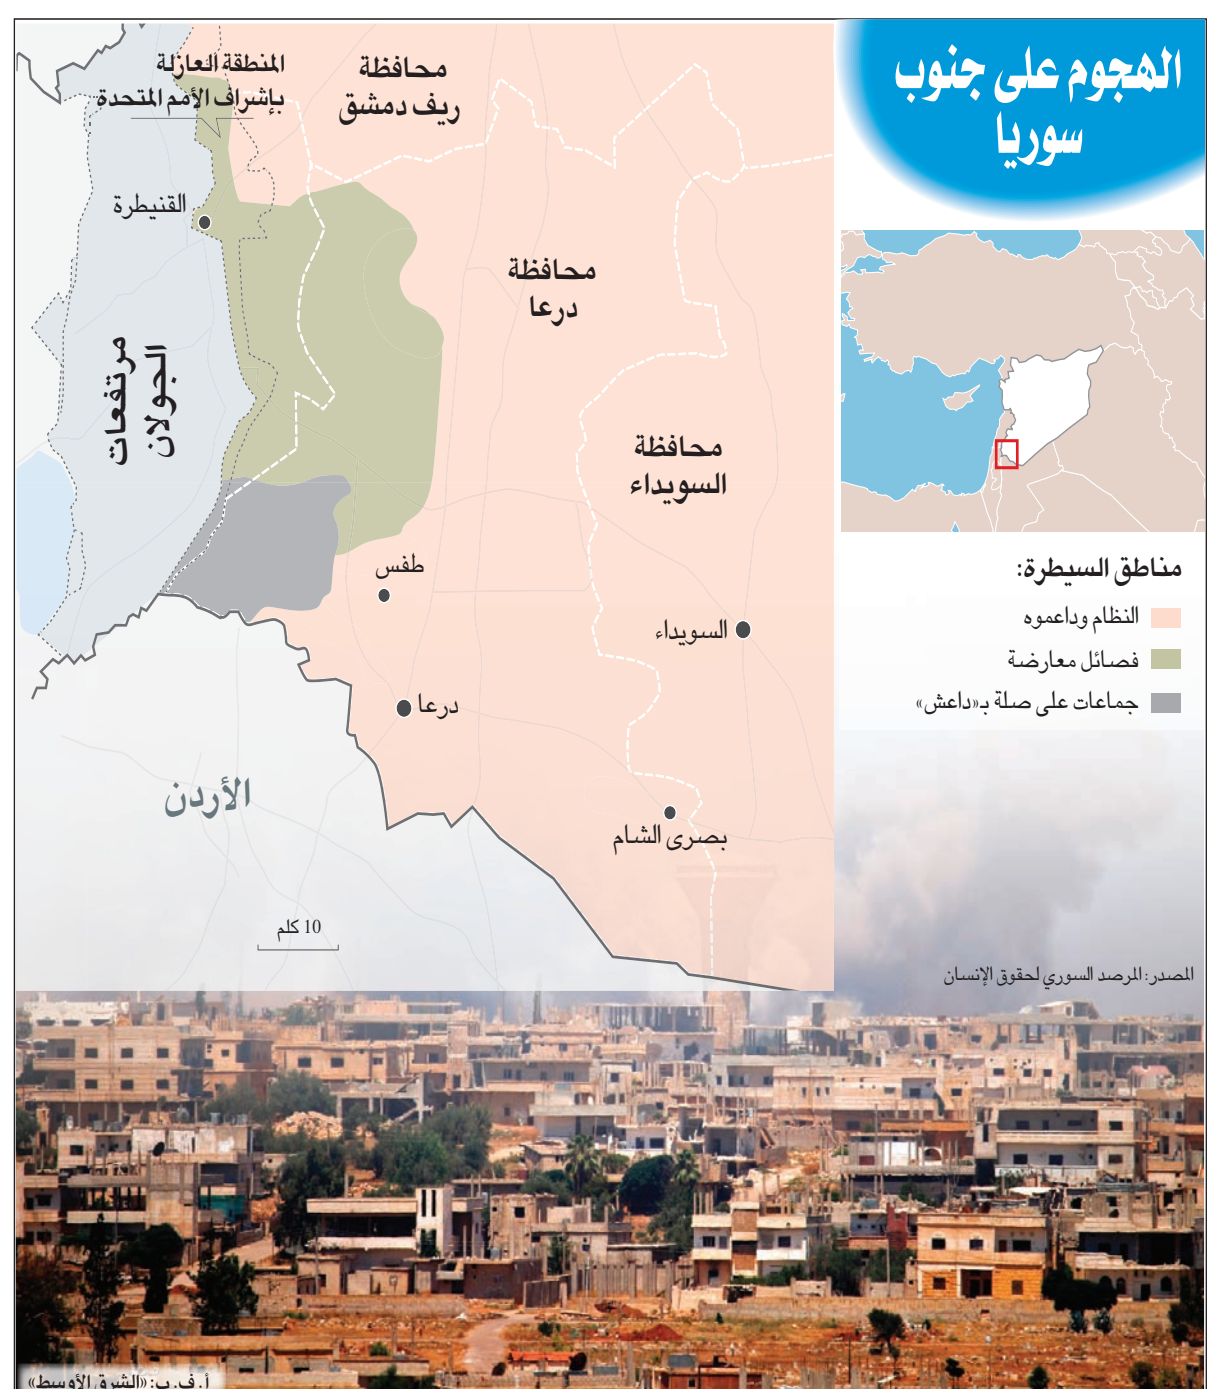 الهجوم على جنوب
سوريا
المنطقة العازلة
بإشراف الأمم المتحدة
محافظة
ريف دمشق
القنيطرة
محافظة
درعا
مرتفعات
الجولان
محافظة
السويداء
طفس
السويداء
درعا
الأردن
بصرى الشام
10 كلم
مناطق السيطرة:
النظام وداعموه
فصائل معارضة
جماعات على صلة بـ«داعش»
المصدر: المرصد السوري لحقوق الإنسان
أ. ف. ب: «الشرق الأوسط»